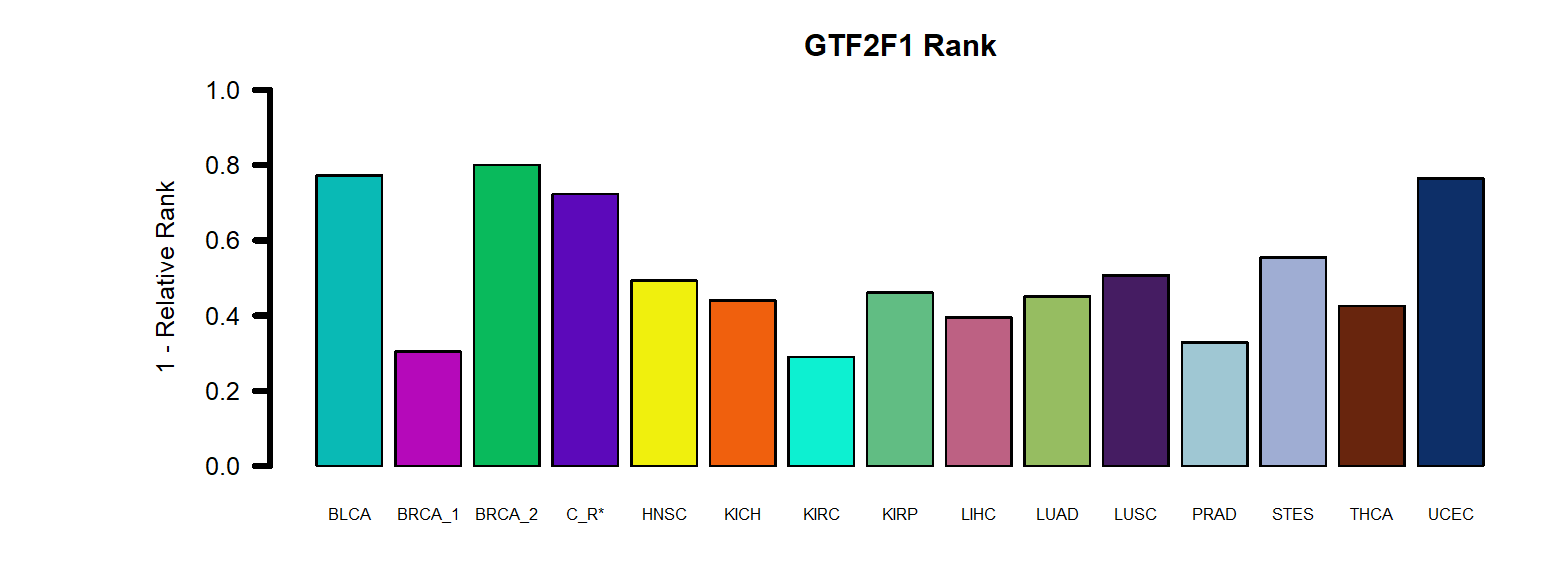 GTF2F1 Rank
1 - Relative Rank
1.0
0.8
0.6
0.4
0.2
0.0
BLCA BRCA_1 BRCA_2 C_R* HNSC KICH KIRC KIRP LIHC LUAD LUSC PRAD STES THCA UCEC